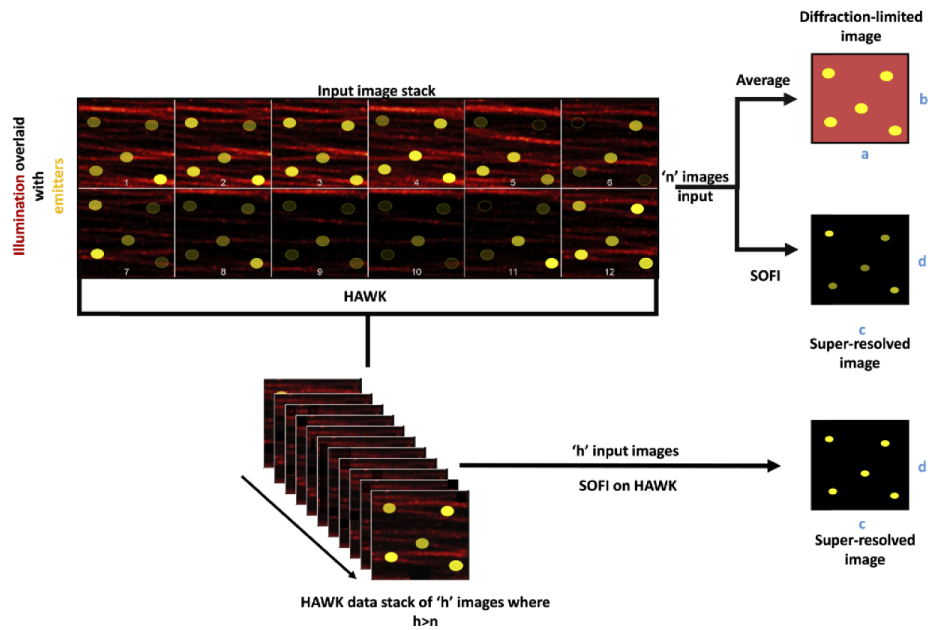 Diffraction-limited
image
Average
b
a
Input image stack
Illumination overlaid
with
emitters
1
2
3
4
5
6
7
8
9
10
11
12
'n' images
input
SOFI
d
c
Super-resolved
image
HAWK
'h' input images
SOFI on HAWK
d
c
Super-resolved
image
HAWK data stack of 'h' images where
h>n